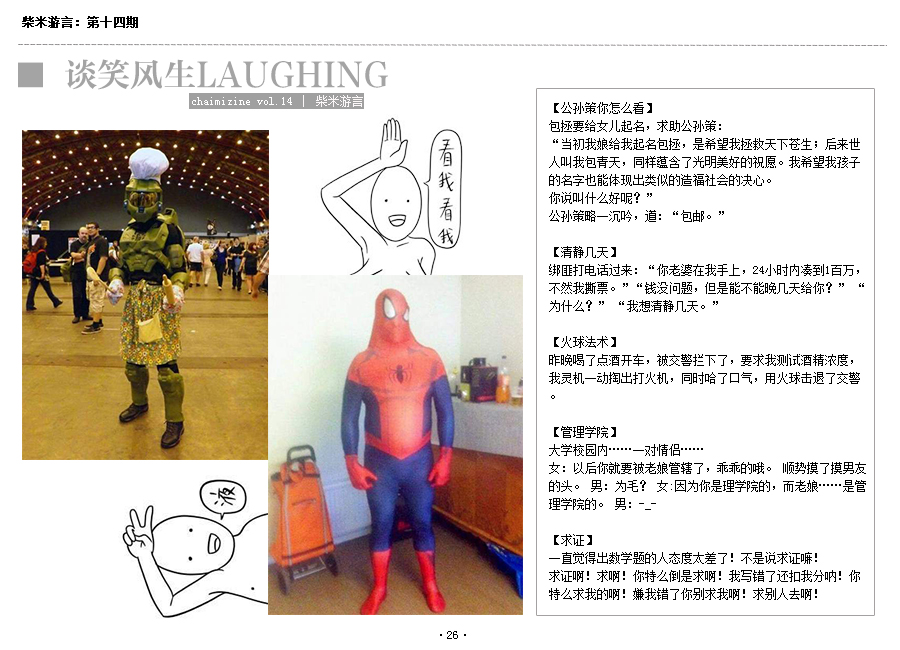 柴米游言：第十四期
谈笑风生LAUGHING
chaimizine vol.14 | 柴米游言
看我看我
液
【公孙策你怎么看】
包拯要给女儿起名，求助公孙策：
“当初我娘给我起名包拯，是希望我拯救天下苍生；后来世
人叫我包青天，同样蕴含了光明美好的祝愿。我希望我孩子
的名字也能体现出类似的造福社会的决心。
你说叫什么好呢？”
公孙策略一沉吟，道：“包邮。”
【清静几天】
绑匪打电话过来：“你老婆在我手上，24小时内凑到1百万，
不然我撕票。”“钱没问题，但是能不能晚几天给你？” “
为什么？” “我想清静几天。”
【火球法术】
昨晚喝了点酒开车，被交警拦下了，要求我测试酒精浓度，
我灵机一动掏出打火机，同时哈了口气，用火球击退了交警
。
【管理学院】
大学校园内……一对情侣……
女：以后你就要被老娘管辖了，乖乖的哦。 顺势摸了摸男友
的头。 男：为毛？ 女:因为你是理学院的，而老娘……是管
理学院的。 男：-_-
【求证】
一直觉得出数学题的人态度太差了！不是说求证嘛！
求证啊！求啊！你特么倒是求啊！我写错了还扣我分呐！你
特么求我的啊！嫌我错了你别求我啊！求别人去啊！
·26·